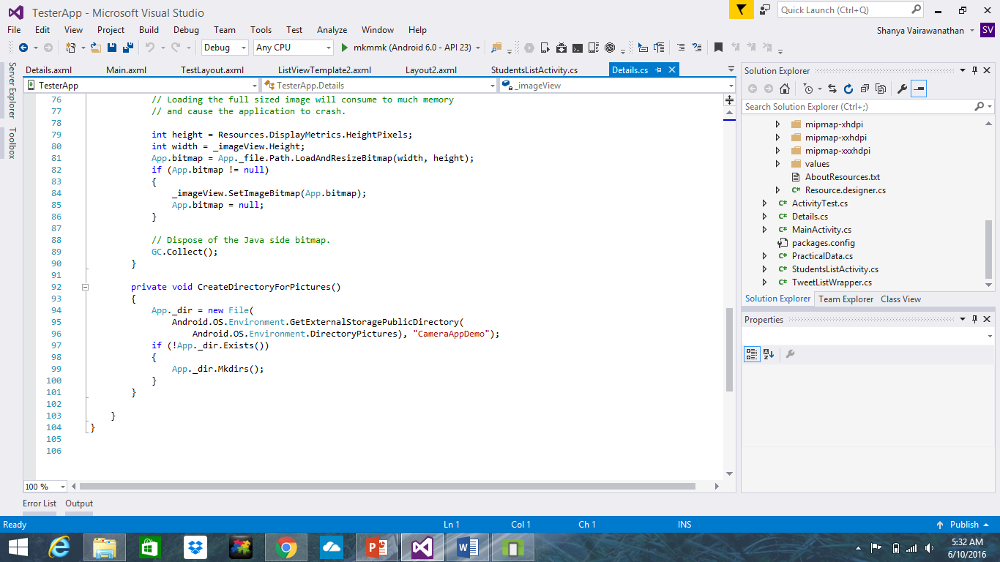 TesterApp - Microsoft Visual Studio
Quick Launch (Ctrl+Q)
File Edit View Project Build Debug Team Tools Test Analyze Window Help
Shanya Vairawanathan SV
Debug Any CPU mkmmk (Android 6.0 - API 23)
Server Explorer
Toolbox
Details.axml Main.axml TestLayout.axml ListViewTemplate2.axml Layout2.axml StudentsListActivity.cs Details.cs
TesterApp TesterApp.Details _imageView
76 // Loading the full sized image will consume to much memory
77 // and cause the application to crash.
78
79 int height = Resources.DisplayMetrics.HeightPixels;
80 int width = _imageView.Height;
81 App.bitmap = App._file.Path.LoadAndResizeBitmap(width, height);
82 if (App.bitmap != null)
83 {
84 _imageView.SetImageBitmap(App.bitmap);
85 App.bitmap = null;
86 }
87
88 // Dispose of the Java side bitmap.
89 GC.Collect();
90 }
91
92 private void CreateDirectoryForPictures()
93 {
94 App._dir = new File(
95 Android.OS.Environment.GetExternalStoragePublicDirectory(
96 Android.OS.Environment.DirectoryPictures), "CameraAppDemo");
97 if (!App._dir.Exists())
98 {
99 App._dir.Mkdirs();
100 }
101 }
102
103 }
104 }
105
106
100 %
Error List Output
Solution Explorer
Search Solution Explorer (Ctrl+;)
mipmap-xhdpi
mipmap-xxhdpi
mipmap-xxxhdpi
values
AboutResources.txt
C# Resource.designer.cs
C# ActivityTest.cs
C# Details.cs
C# MainActivity.cs
packages.config
C# PracticalData.cs
C# StudentsListActivity.cs
C# TweetListWrapper.cs
Solution Explorer Team Explorer Class View
Properties
Ready Ln 1 Col 1 Ch 1 INS Publish
5:32 AM
6/10/2016